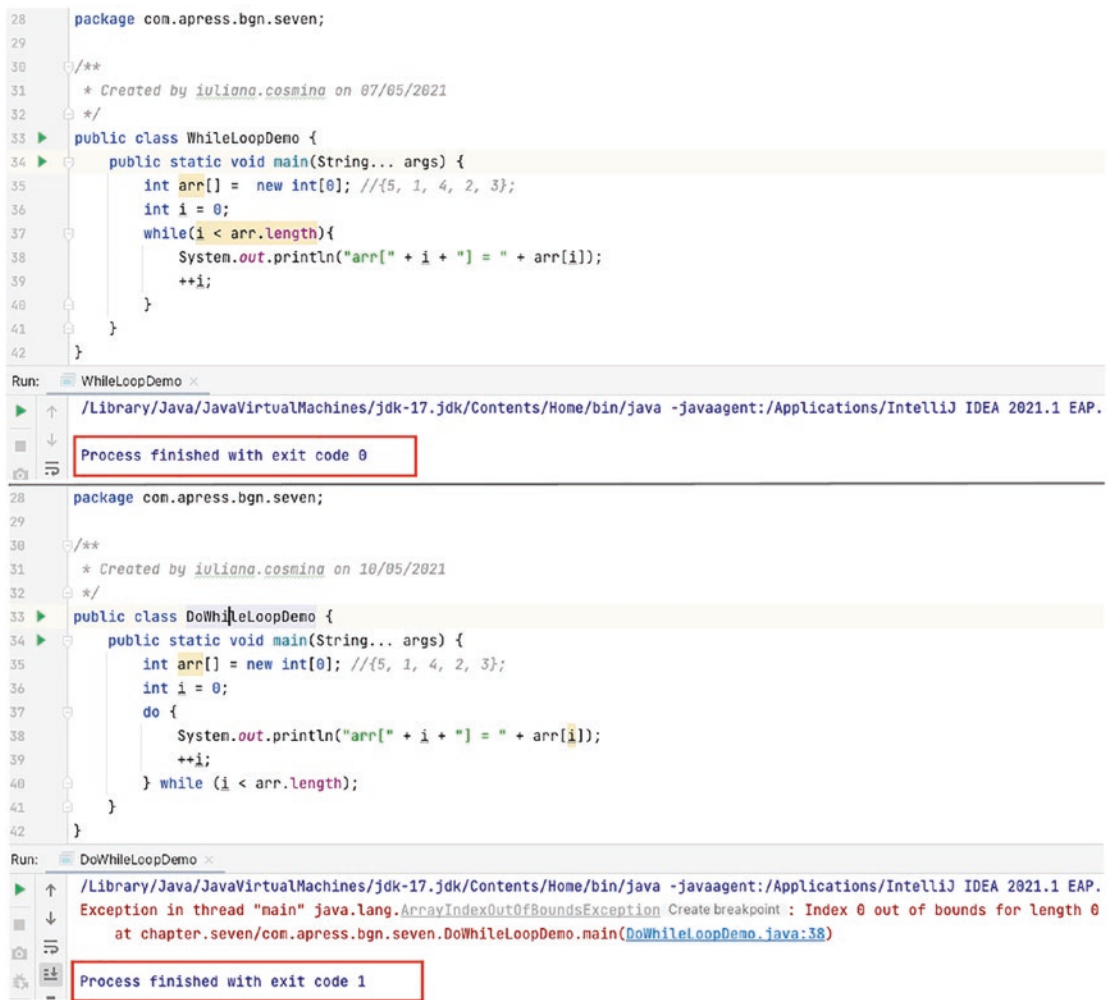 28 package com.apress.bgn.seven;
29
30 /**
31 * Created by iuliana.cosmina on 07/05/2021
32 */
33 public class WhileLoopDemo {
34 public static void main(String... args) {
35 int arr[] =  new int[0]; //{5, 1, 4, 2, 3};
36 int i = 0;
37 while(i < arr.length){
38 System.out.println("arr[" + i + "] = " + arr[i]);
39 ++i;
40 }
41 }
42 }
Run: WhileLoopDemo ×
/Library/Java/JavaVirtualMachines/jdk-17.jdk/Contents/Home/bin/java -javaagent:/Applications/IntelliJ IDEA 2021.1 EAP.
Process finished with exit code 0
28 package com.apress.bgn.seven;
29
30 /**
31 * Created by iuliana.cosmina on 10/05/2021
32 */
33 public class DoWhileLoopDemo {
34 public static void main(String... args) {
35 int arr[] = new int[0]; //{5, 1, 4, 2, 3};
36 int i = 0;
37 do {
38 System.out.println("arr[" + i + "] = " + arr[i]);
39 ++i;
40 } while (i < arr.length);
41 }
42 }
Run: DoWhileLoopDemo ×
/Library/Java/JavaVirtualMachines/jdk-17.jdk/Contents/Home/bin/java -javaagent:/Applications/IntelliJ IDEA 2021.1 EAP.
Exception in thread "main" java.lang.ArrayIndexOutOfBoundsException Create breakpoint : Index 0 out of bounds for length 0
at chapter.seven/com.apress.bgn.seven.DoWhileLoopDemo.main(DoWhileLoopDemo.java:38)
Process finished with exit code 1